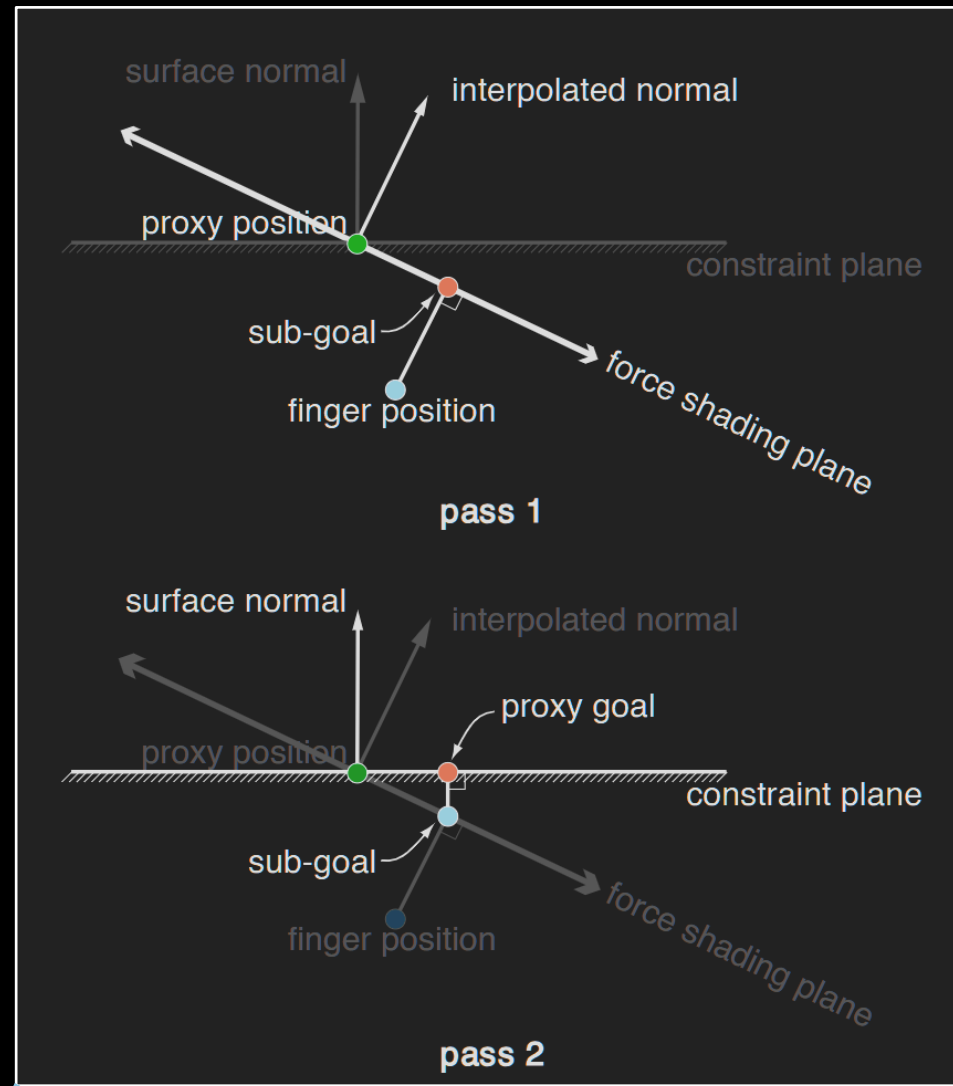 surface normal
interpolated normal
proxy position
constraint plane
sub-goal
force shading plane
finger position
pass 1
surface normal
interpolated normal
proxy goal
proxy position
constraint plane
sub-goal
force shading plane
finger position
pass 2